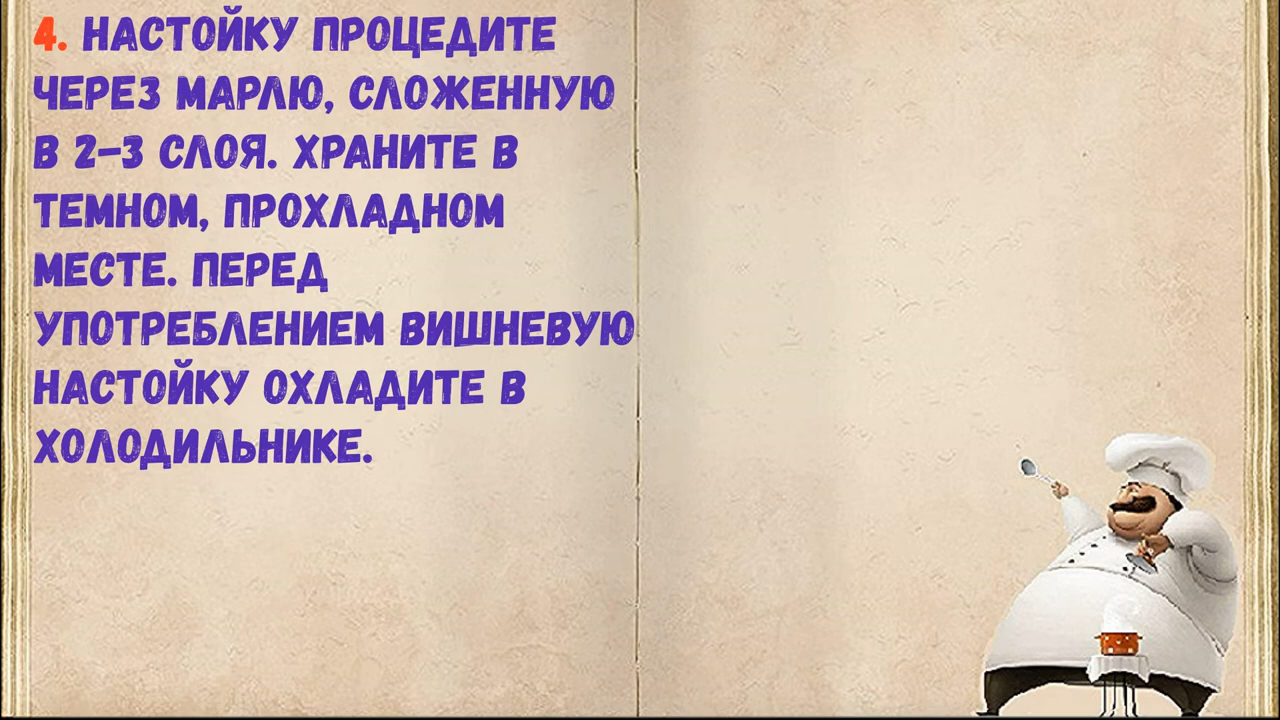 4. НАСТОЙКУ ПРОЦЕДИТЕ
ЧЕРЕЗ МАРЛЮ, СЛОЖЕННУЮ
В 2-3 СЛОЯ. ХРАНИТЕ В
ТЕМНОМ, ПРОХЛАДНОМ
МЕСТЕ. ПЕРЕД
УПОТРЕБЛЕНИЕМ ВИШНЕВУЮ
НАСТОЙКУ ОХЛАДИТЕ В
ХОЛОДИЛЬНИКЕ.